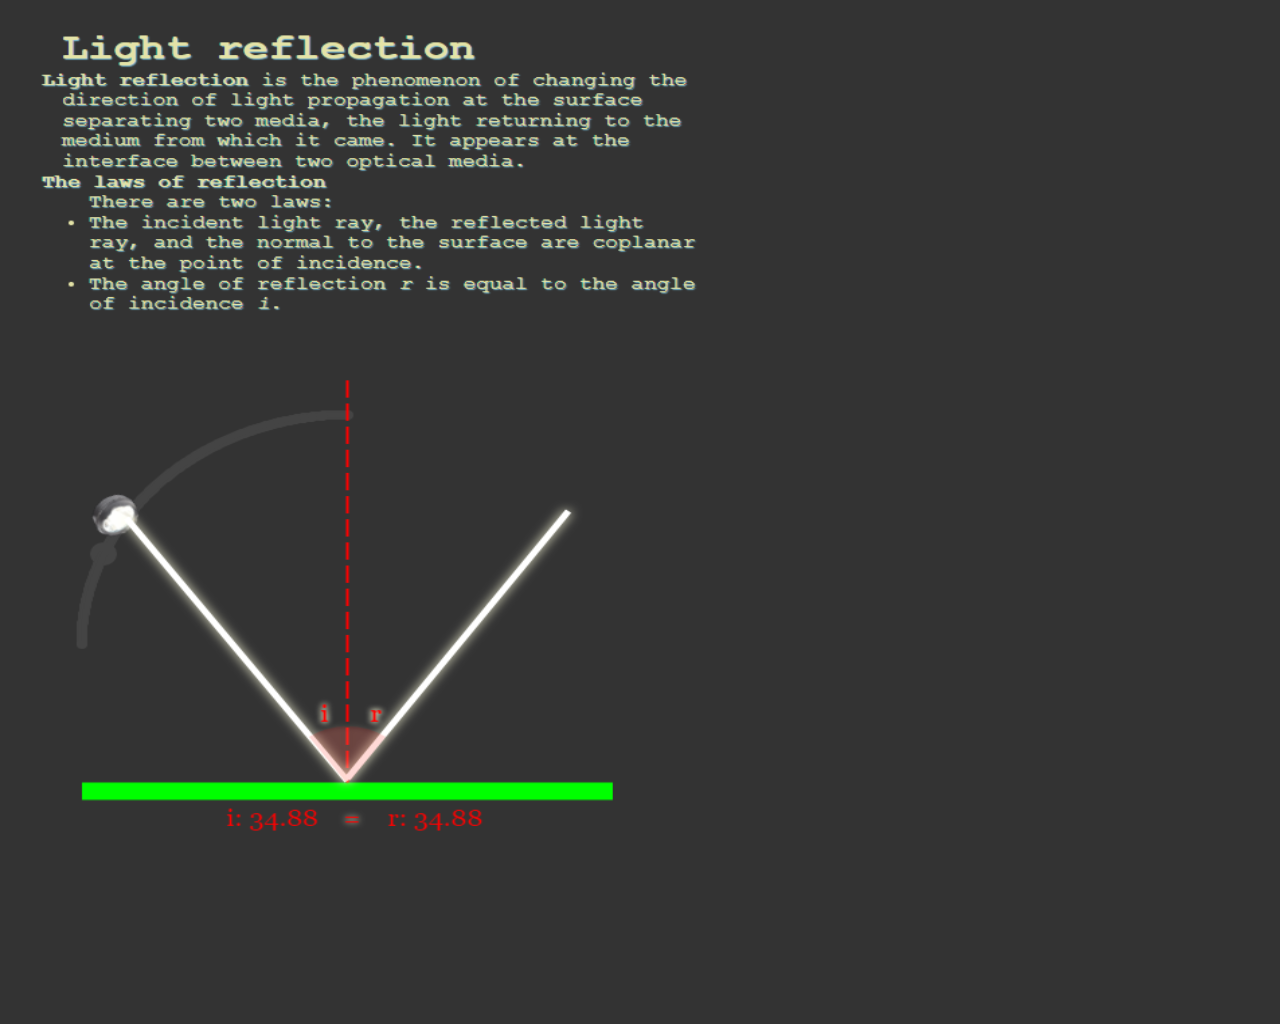 Light reflection
Light reflection is the phenomenon of changing the
direction of light propagation at the surface
separating two media, the light returning to the
medium from which it came. It appears at the
interface between two optical media.
The laws of reflection
There are two laws:
• The incident light ray, the reflected light
ray, and the normal to the surface are coplanar
at the point of incidence.
• The angle of reflection r is equal to the angle
of incidence i.
i r
i: 34.88 = r: 34.88